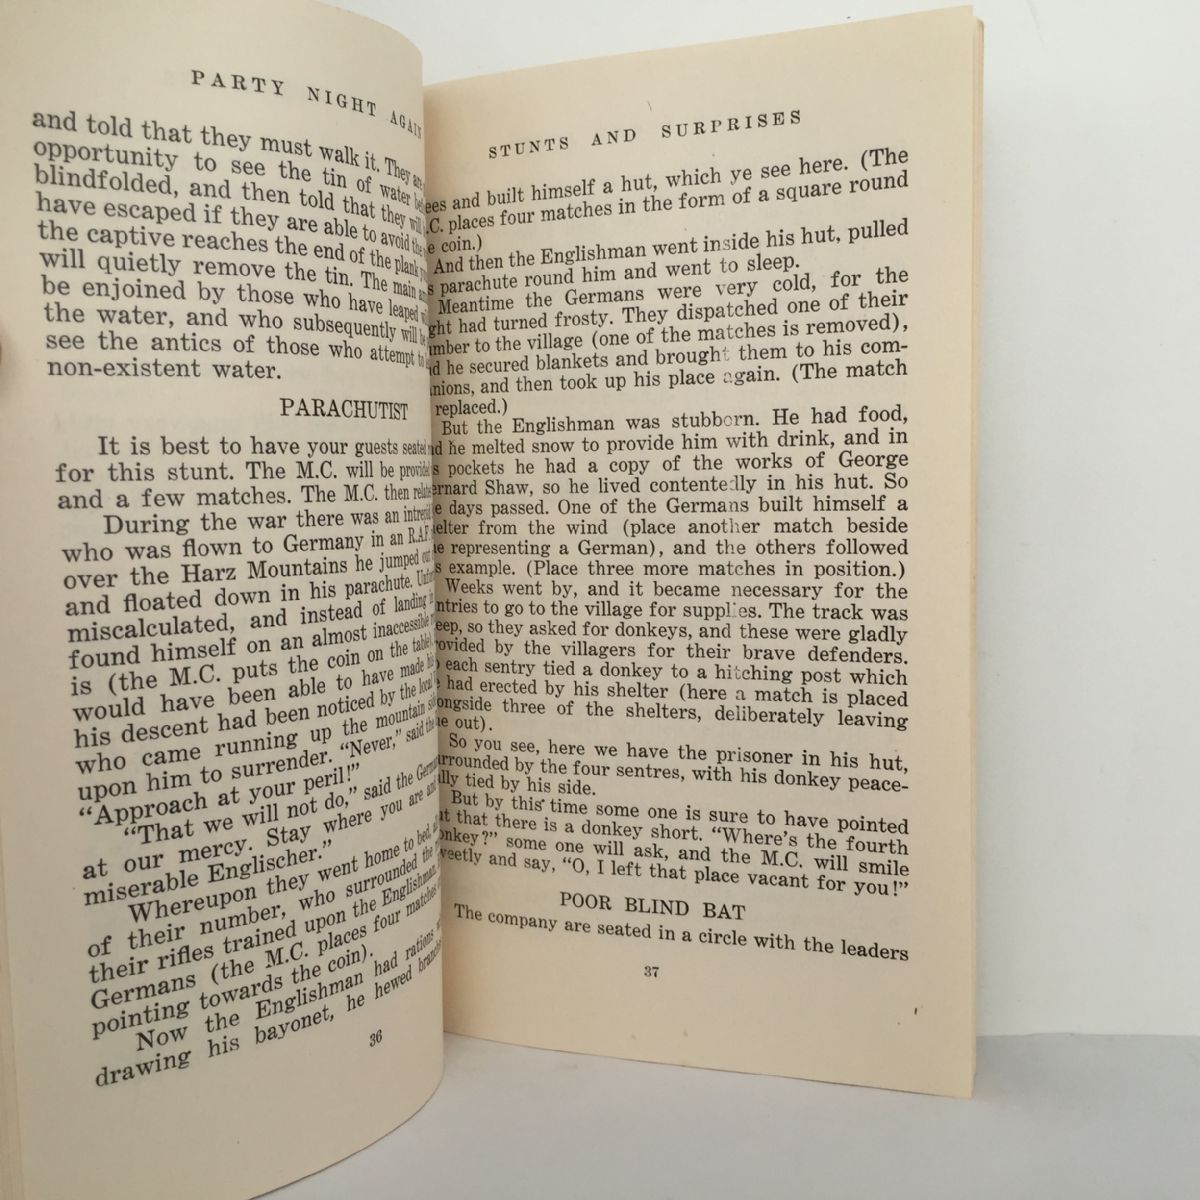 PARTY NIGHT AGAIN
and told that they must walk it. They are
opportunity to see the tin of water
blindfolded, and then told that they will
have escaped if they are able to avoid the
the captive reaches the end of the plank
will quietly remove the tin. The main
be enjoined by those who have leaped
the water, and who subsequently will be
see the antics of those who attempt to
non-existent water.
PARACHUTIST
It is best to have your guests seated
for this stunt. The M.C. will be provided
and a few matches. The M.C. then relates
During the war there was an intrepid
who was flown to Germany in an R.A.F.
over the Harz Mountains he jumped out
and floated down in his parachute.
miscalculated, and instead of landing
found himself on an almost inaccessible
is (the M.C. puts the coin on the table).
would have been able to have made his
his descent had been noticed by the local
who came running up the mountain side
upon him to surrender. "Never," said the
"Approach at your peril!"
"That we will not do," said the
at our mercy. Stay where you are and
miserable Englischer."
Whereupon they went home to bed,
of their number, who surrounded the
their rifles trained upon the Englishman.
Germans (the M.C. places four matches
pointing towards the coin).
Now the Englishman had rations
drawing his bayonet, he hewed
36
STUNTS AND SURPRISES
ees and built himself a hut, which ye see here. (The
.C. places four matches in the form of a square round
e coin.)
And then the Englishman went inside his hut, pulled
s parachute round him and went to sleep.
Meantime the Germans were very cold, for the
ght had turned frosty. They dispatched one of their
mber to the village (one of the matches is removed),
d he secured blankets and brought them to his com-
nions, and then took up his place again. (The match
replaced.)
But the Englishman was stubborn. He had food,
nd he melted snow to provide him with drink, and in
s pockets he had a copy of the works of George
ernard Shaw, so he lived contentedly in his hut. So
e days passed. One of the Germans built himself a
elter from the wind (place another match beside
e representing a German), and the others followed
s example. (Place three more matches in position.)
Weeks went by, and it became necessary for the
ntries to go to the village for supplies. The track was
eep, so they asked for donkeys, and these were gladly
rovided by the villagers for their brave defenders.
each sentry tied a donkey to a hitching post which
had erected by his shelter (here a match is placed
ongside three of the shelters, deliberately leaving
ne out).
So you see, here we have the prisoner in his hut,
rrounded by the four sentres, with his donkey peace-
lly tied by his side.
But by this time some one is sure to have pointed
t that there is a donkey short. "Where's the fourth
onkey?" some one will ask, and the M.C. will smile
weetly and say, "O, I left that place vacant for you!"
POOR BLIND BAT
The company are seated in a circle with the leaders
37